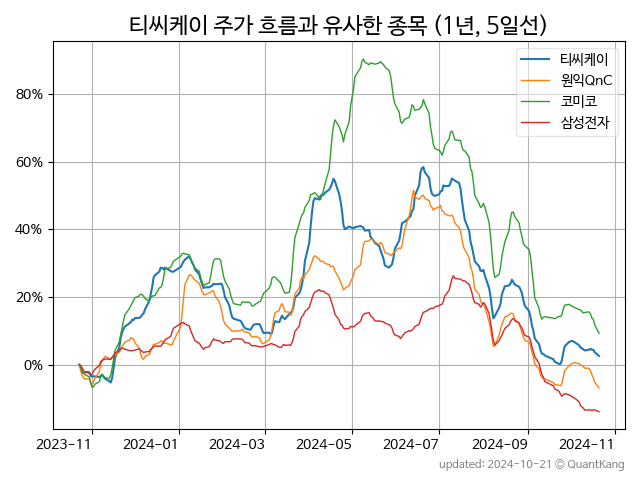 티씨케이 주가 흐름과 유사한 종목 (1년, 5일선)
티씨케이
원익QnC
코미코
삼성전자
80%
60%
40%
20%
0%
2023-11 2024-01 2024-03 2024-05 2024-07 2024-09 2024-11
updated: 2024-10-21 © QuantKang